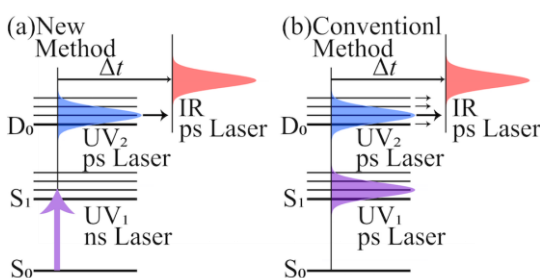 (a)New
Method
Δt
IR
ps Laser
D₀
UV₂
ps Laser
S₁
UV₁
ns Laser
S₀
(b)Conventionl
Method
Δt
IR
ps Laser
D₀
UV₂
ps Laser
S₁
UV₁
ps Laser
S₀